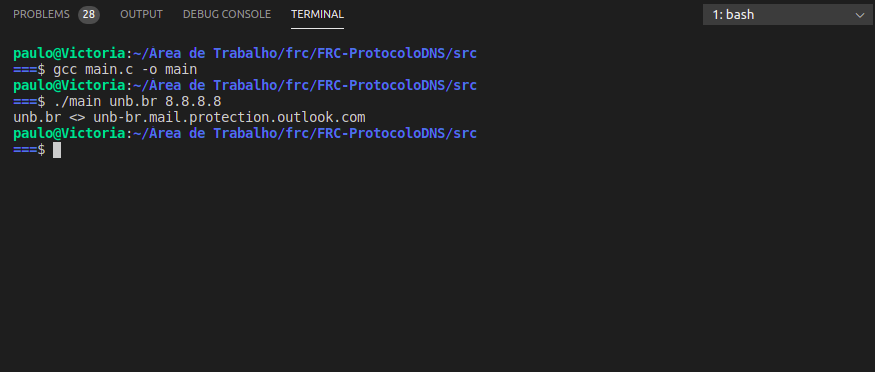 PROBLEMS 28 OUTPUT DEBUG CONSOLE TERMINAL 1: bash
paulo@Victoria:~/Area de Trabalho/frc/FRC-ProtocoloDNS/src
===$ gcc main.c -o main
paulo@Victoria:~/Area de Trabalho/frc/FRC-ProtocoloDNS/src
===$ ./main unb.br 8.8.8.8
unb.br <> unb-br.mail.protection.outlook.com
paulo@Victoria:~/Area de Trabalho/frc/FRC-ProtocoloDNS/src
===$